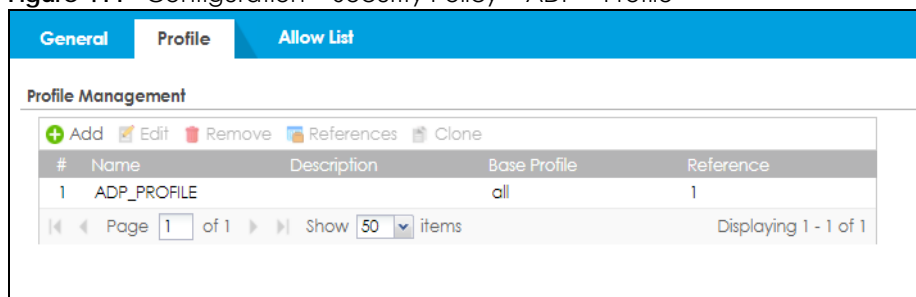 General Profile Allow List
Profile Management
Add Edit Remove References Clone
# Name Description Base Profile Reference
1 ADP_PROFILE all 1
Page 1 of 1 Show 50 items Displaying 1 - 1 of 1